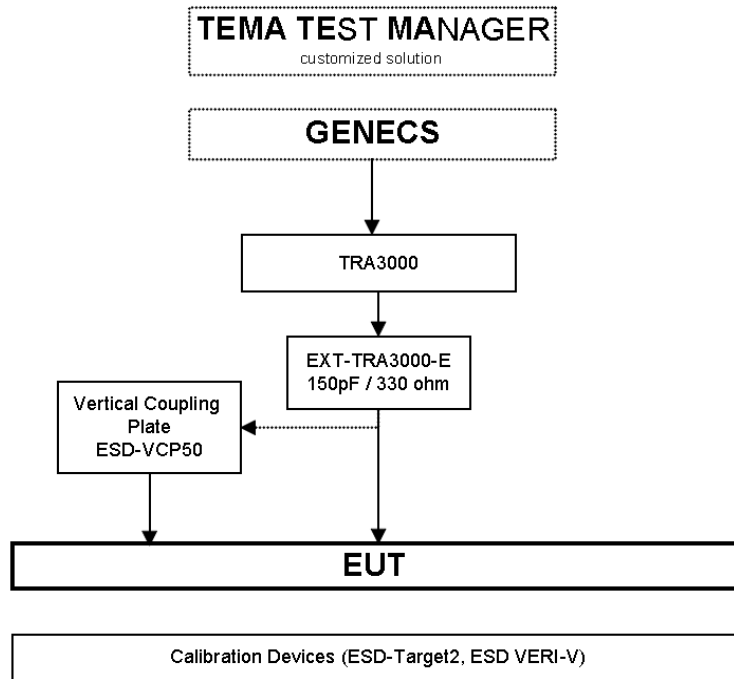 TEMA TEST MANAGER
customized solution
GENECS
TRA3000
EXT-TRA3000-E
150pF / 330 ohm
Vertical Coupling
Plate
ESD-VCP50
EUT
Calibration Devices (ESD-Target2, ESD VERI-V)